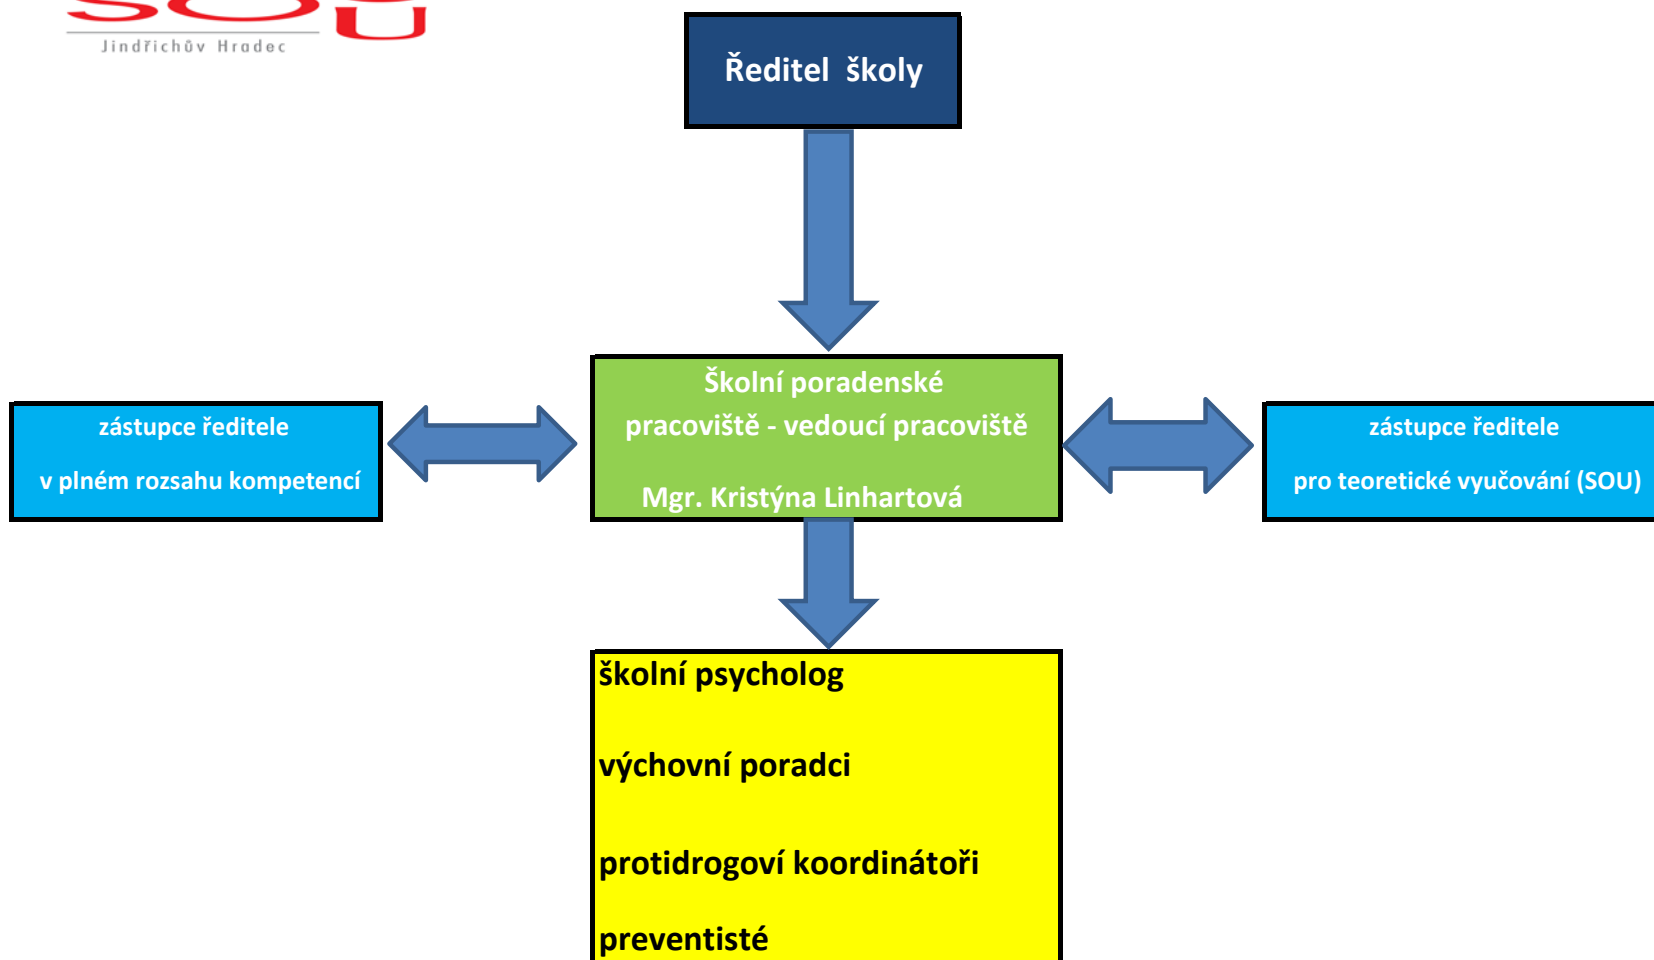 SOU
Jindřichův Hradec
Ředitel školy
Školní poradenské
pracoviště - vedoucí pracoviště
Mgr. Kristýna Linhartová
zástupce ředitele
v plném rozsahu kompetencí
zástupce ředitele
pro teoretické vyučování (SOU)
školní psycholog
výchovní poradci
protidrogoví koordinátoři
preventisté